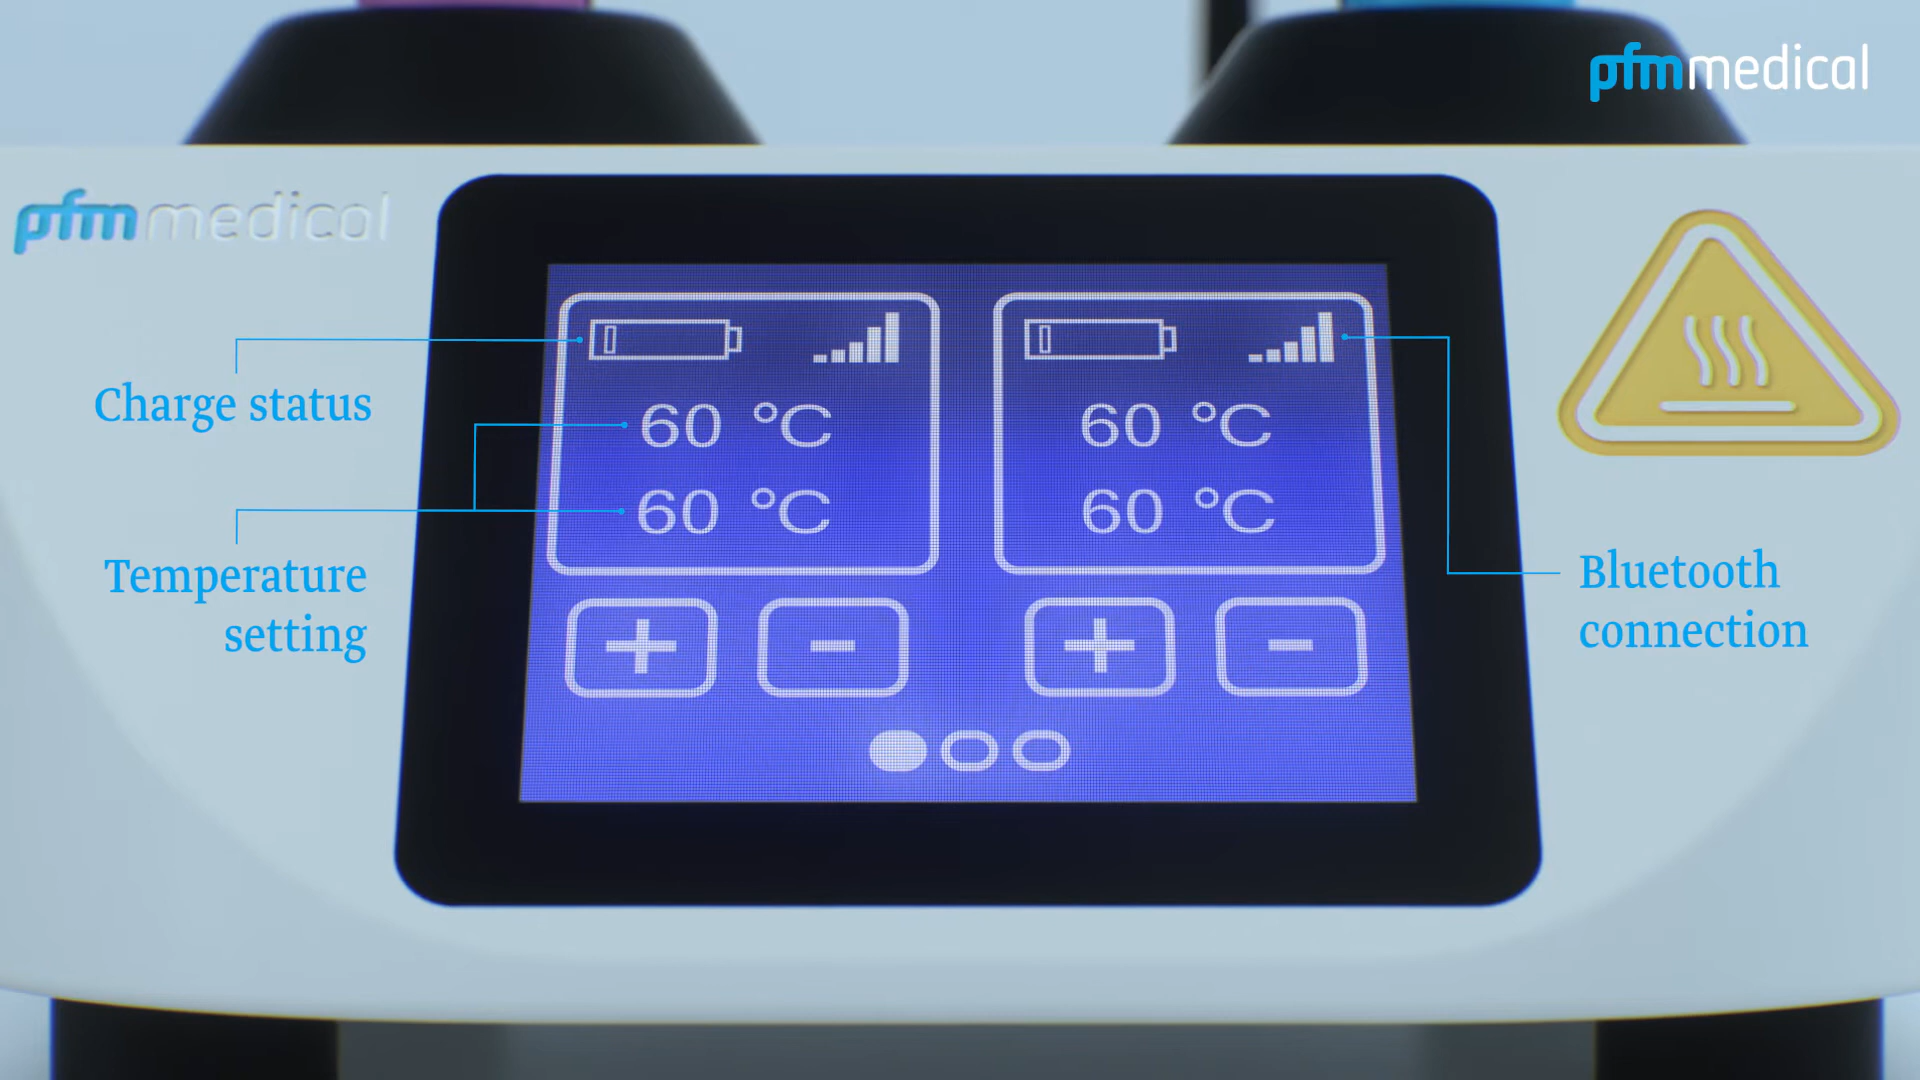 pfmmedical
pfmmedical
Charge status
60 °C
60 °C
60 °C
60 °C
Temperature
setting
Bluetooth
connection
+
-
+
-